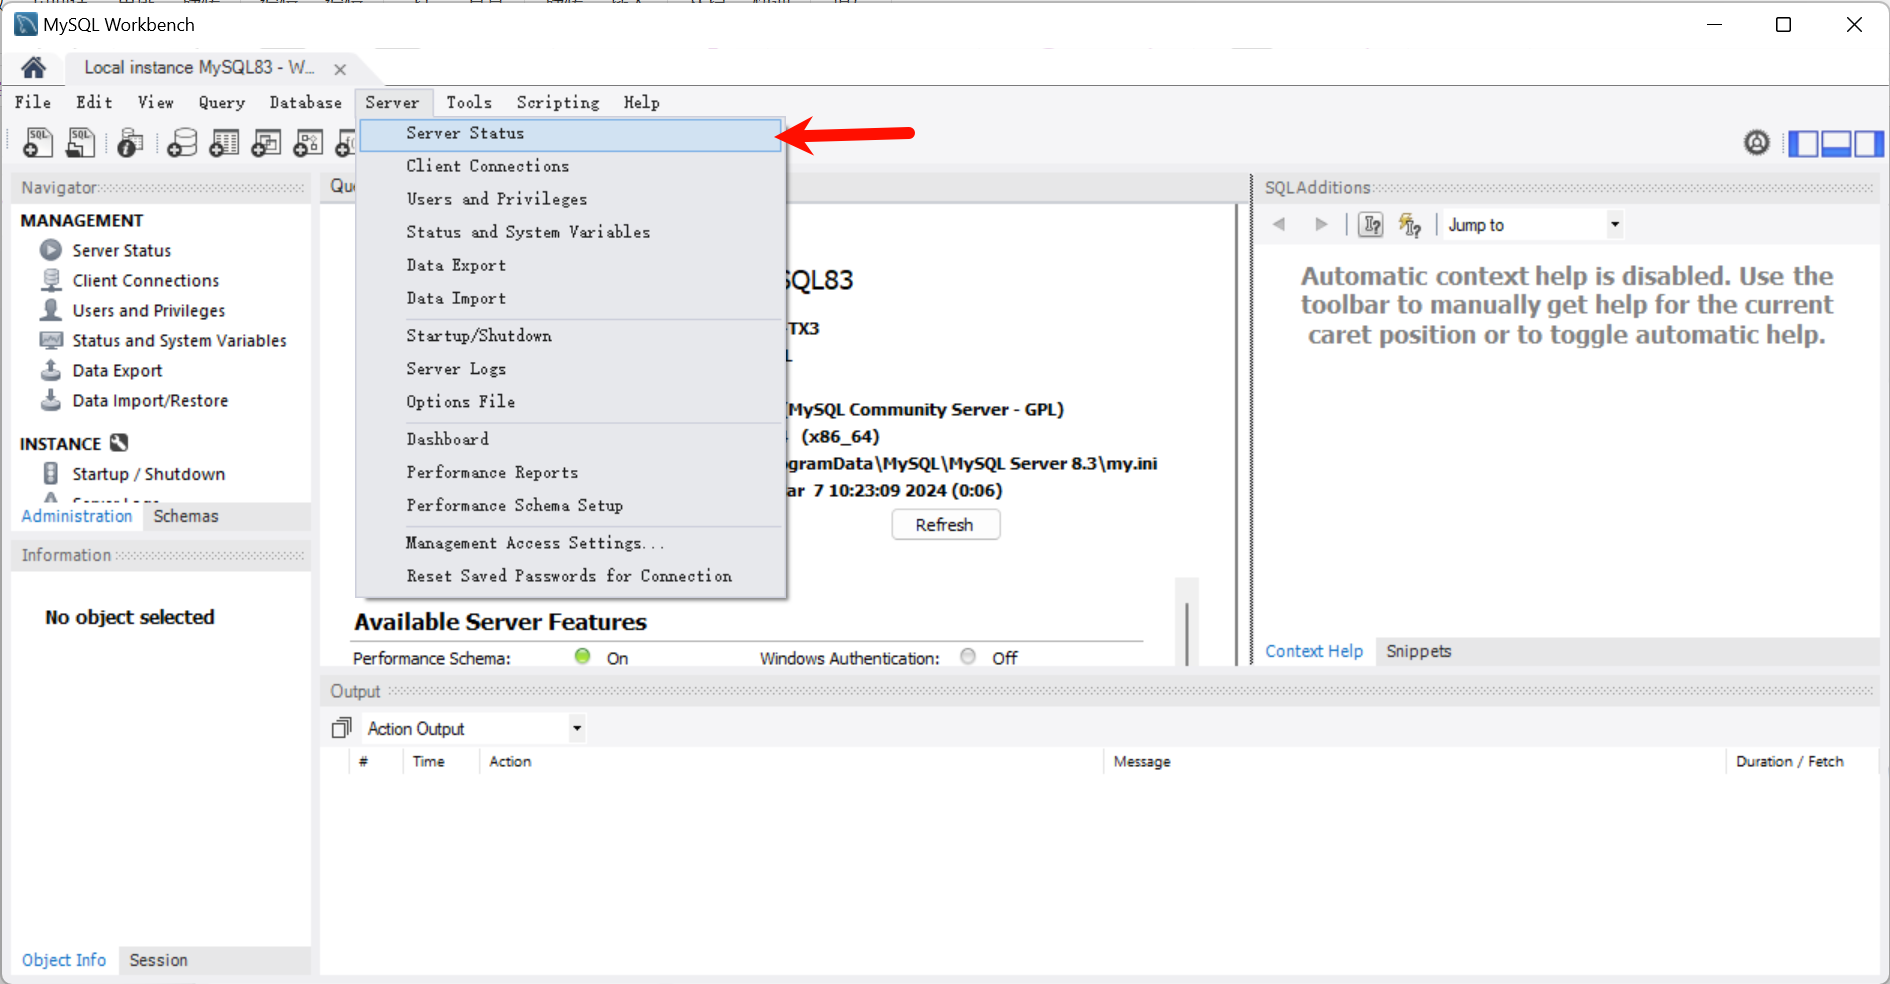 MySQL Workbench
Local instance MySQL83 - W...
File Edit View Query Database Server Tools Scripting Help
SQL SQL
Server Status
Client Connections
Users and Privileges
Status and System Variables
Data Export
Data Import
Startup/Shutdown
Server Logs
Options File
Dashboard
Performance Reports
Performance Schema Setup
Management Access Settings...
Reset Saved Passwords for Connection
Navigator
MANAGEMENT
Server Status
Client Connections
Users and Privileges
Status and System Variables
Data Export
Data Import/Restore
INSTANCE
Startup / Shutdown
Administration Schemas
Information
No object selected
Object Info Session
Qu
SQL83
TX3
L
(MySQL Community Server - GPL)
(x86_64)
ogramData\MySQL\MySQL Server 8.3\my.ini
ar 7 10:23:09 2024 (0:06)
Refresh
Available Server Features
Performance Schema: On Windows Authentication: Off
SQLAdditions
Jump to
Automatic context help is disabled. Use the
toolbar to manually get help for the current
caret position or to toggle automatic help.
Context Help Snippets
Output
Action Output
# Time Action Message Duration / Fetch